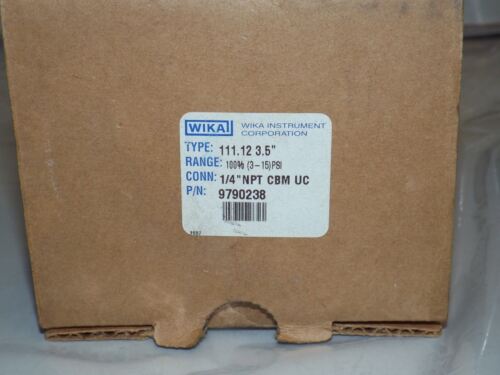 WIKA
WIKA INSTRUMENT
CORPORATION
TYPE: 111.12 3.5"
RANGE: 100% (3-15)PSI
CONN: 1/4"NPT CBM UC
P/N: 9790238